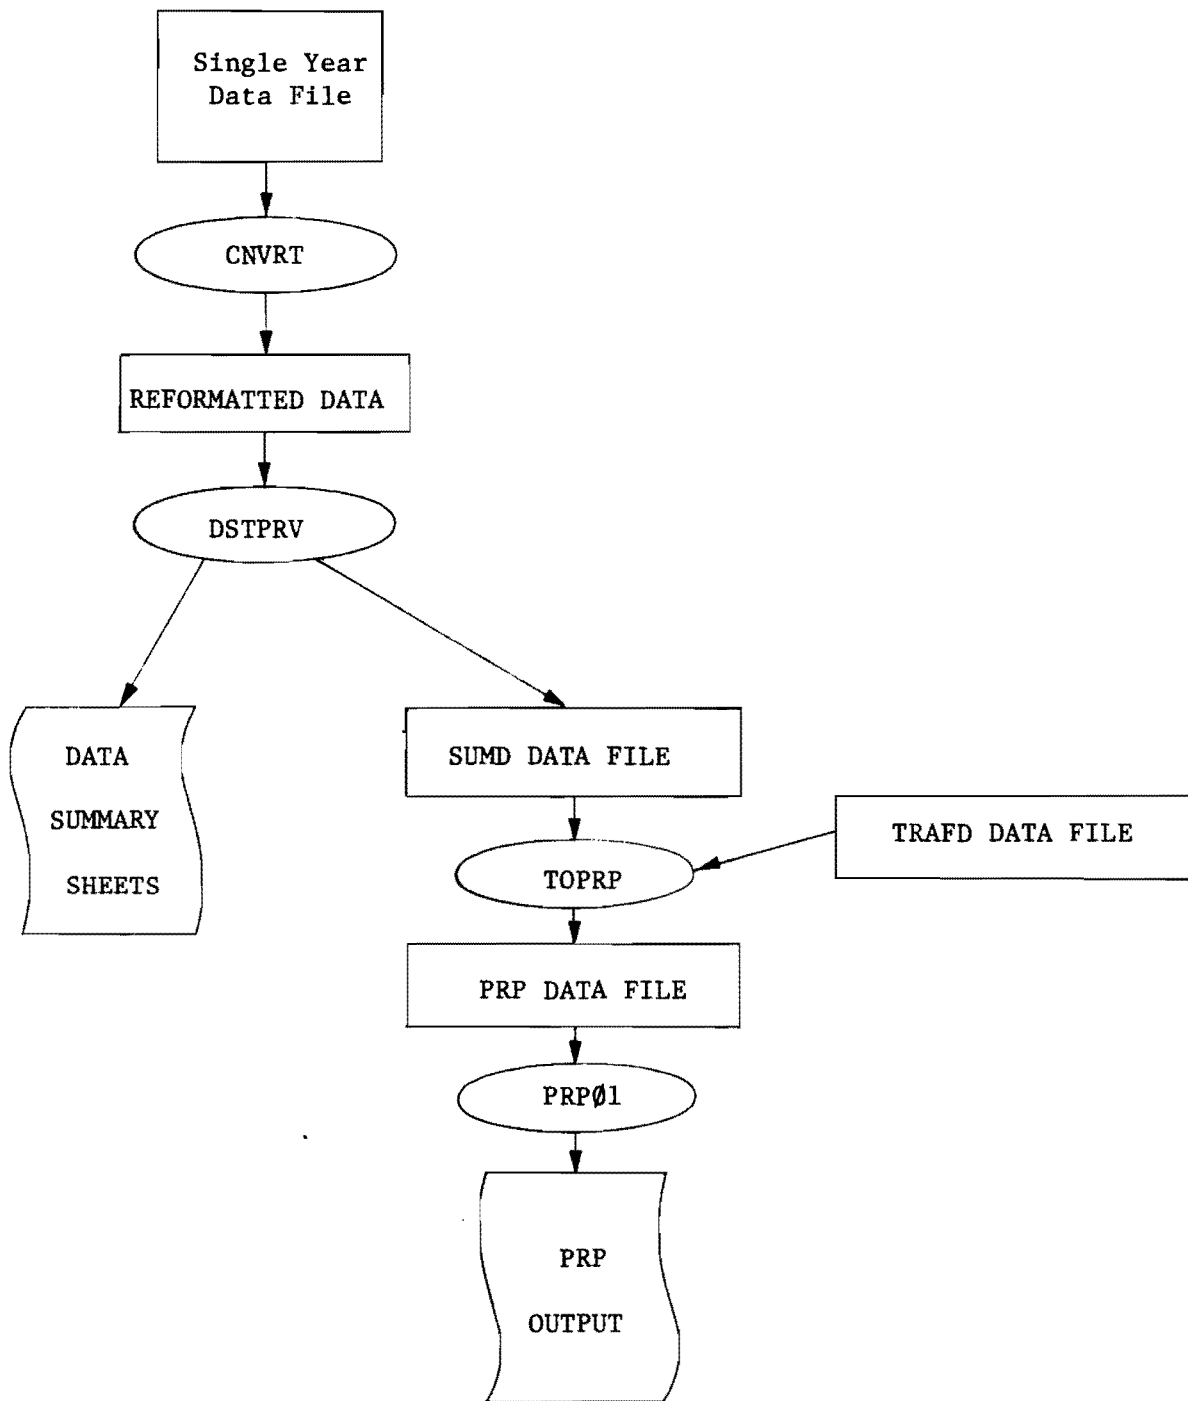 Single Year
Data File
CNVRT
REFORMATTED DATA
DSTPRV
DATA
SUMMARY
SHEETS
SUMD DATA FILE
TRAFD DATA FILE
TOPRP
PRP DATA FILE
PRPØ1
PRP
OUTPUT